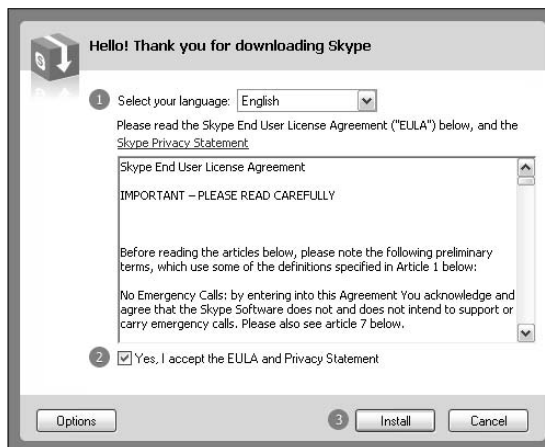 Hello! Thank you for downloading Skype
1 Select your language: English
Please read the Skype End User License Agreement ("EULA") below, and the
Skype Privacy Statement
Skype End User License Agreement
IMPORTANT – PLEASE READ CAREFULLY
Before reading the articles below, please note the following preliminary
terms, which use some of the definitions specified in Article 1 below:
No Emergency Calls: by entering into this Agreement You acknowledge and
agree that the Skype Software does not and does not intend to support or
carry emergency calls. Please also see article 7 below.
2 Yes, I accept the EULA and Privacy Statement
Options 3 Install Cancel